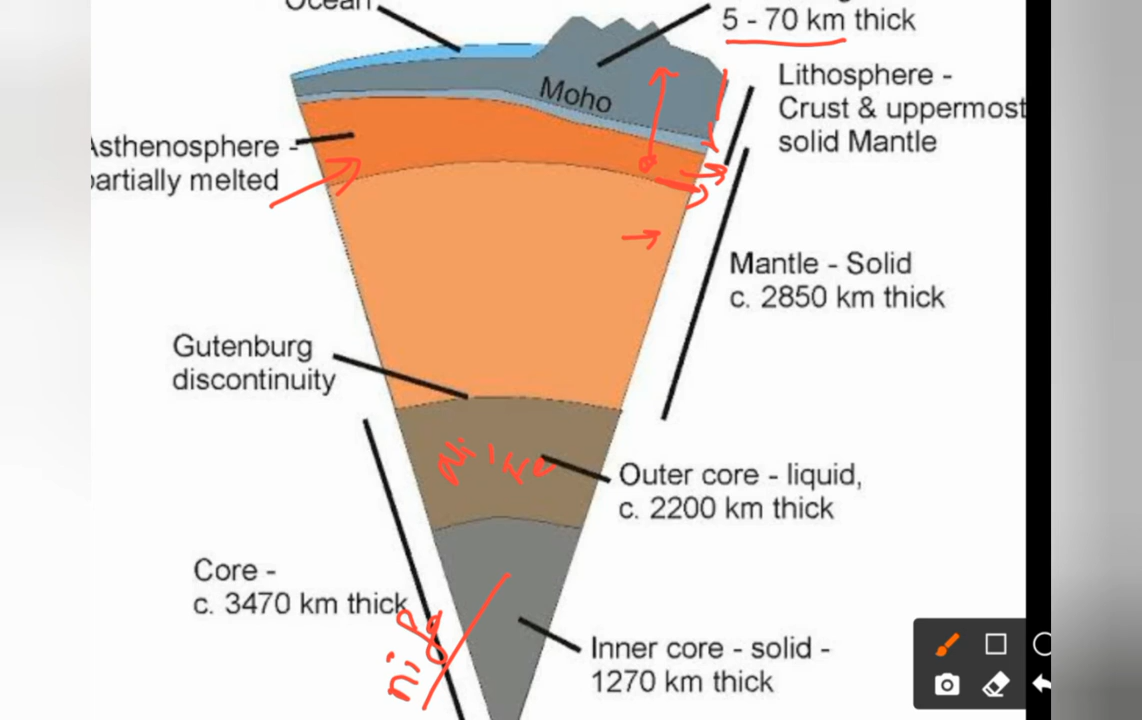 Ocean
5 - 70 km thick
Moho
Lithosphere -
Crust & uppermost
solid Mantle
Asthenosphere -
partially melted
Mantle - Solid
c. 2850 km thick
Gutenburg
discontinuity
Outer core - liquid,
c. 2200 km thick
Core -
c. 3470 km thick
Inner core - solid -
1270 km thick